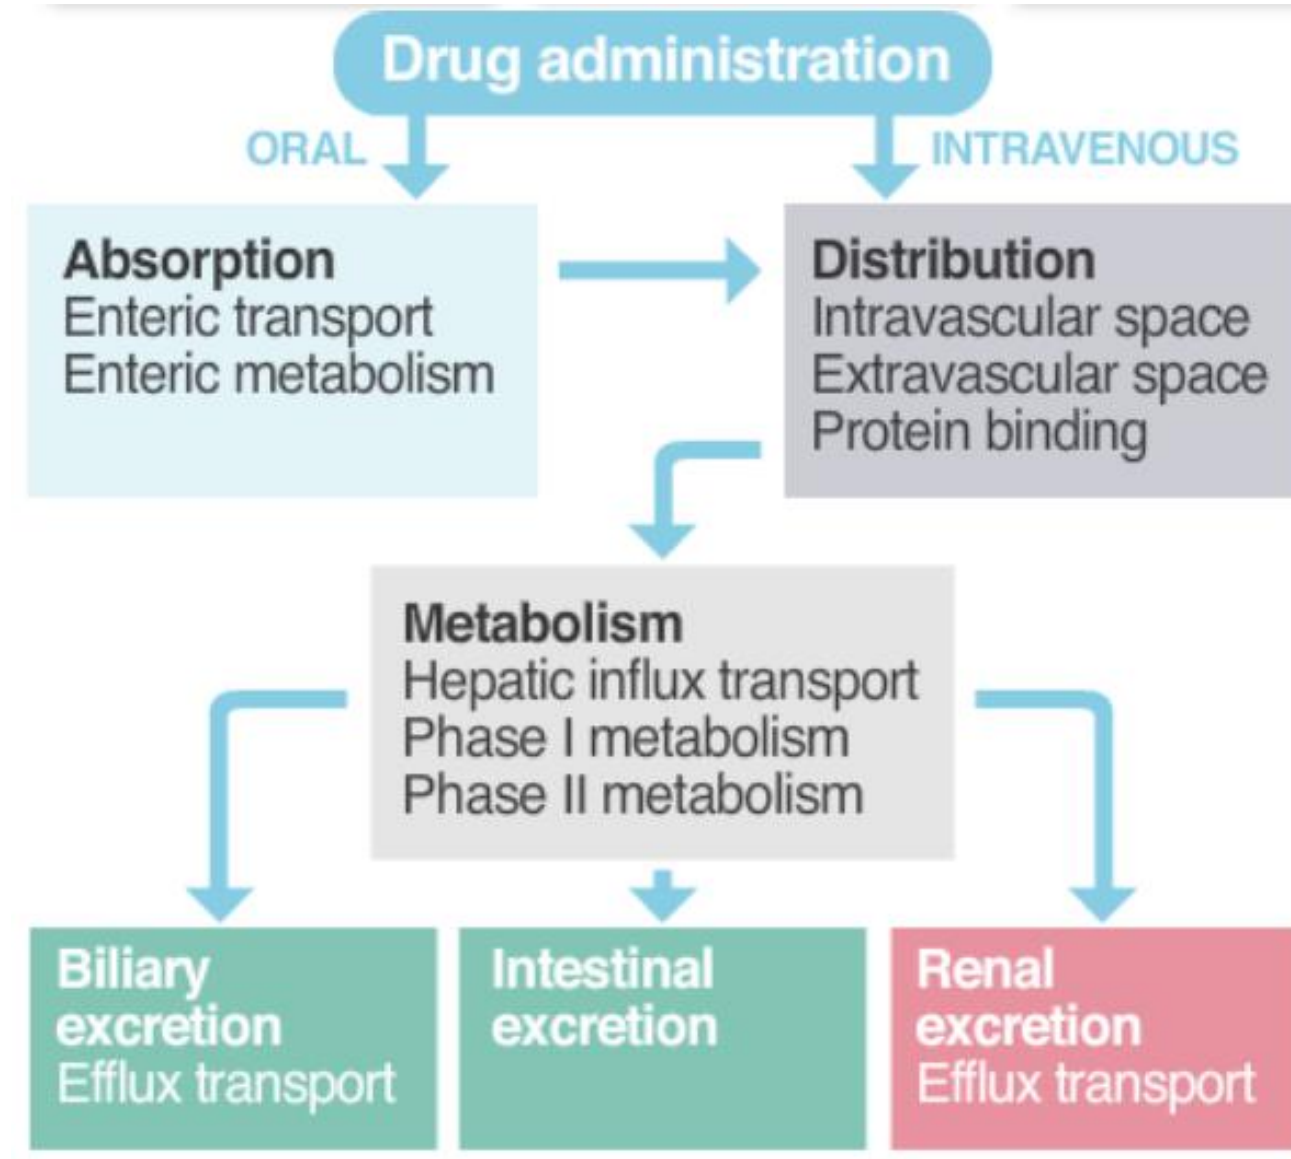 Drug administration
ORAL
INTRAVENOUS
Absorption
Enteric transport
Enteric metabolism
Distribution
Intravascular space
Extravascular space
Protein binding
Metabolism
Hepatic influx transport
Phase I metabolism
Phase II metabolism
Biliary
excretion
Efflux transport
Intestinal
excretion
Renal
excretion
Efflux transport